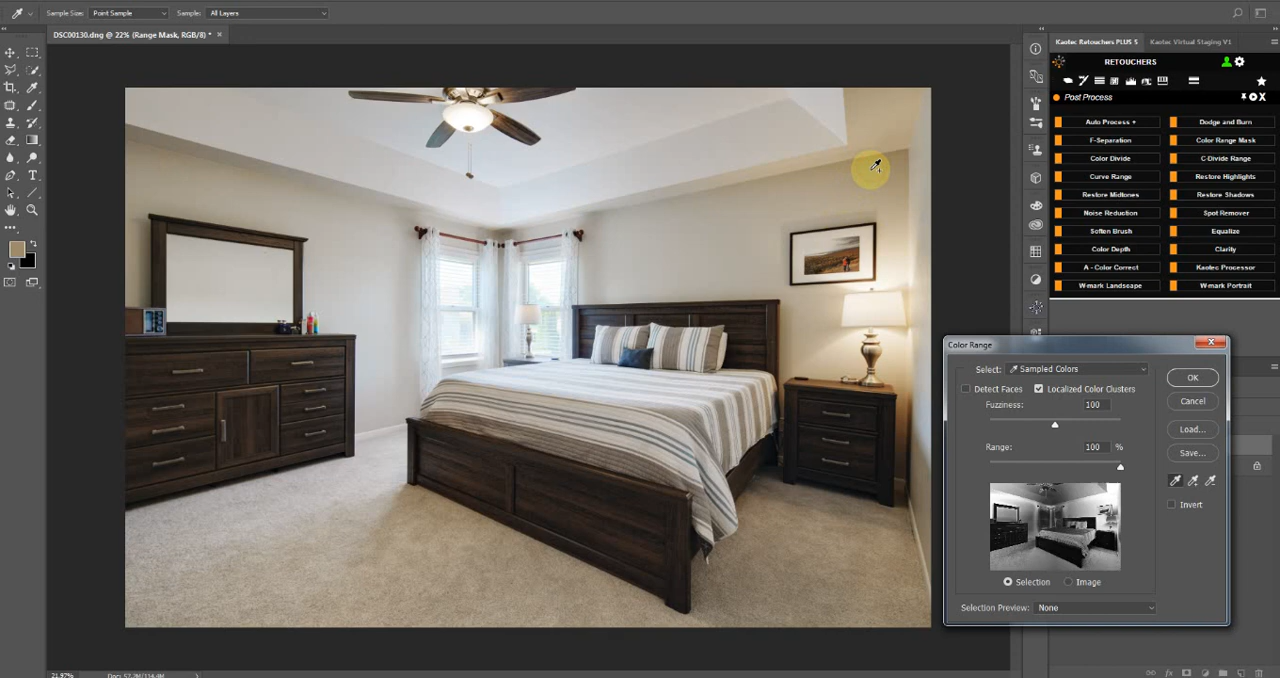 Sample Size: Point Sample Sample: All Layers
DSC00130.dng @ 22% (Range Mask, RGB/8) * ×
Kaotec Retouchers PLUS 5 Kaotec Virtual Staging V1
RETOUCHERS
Post Process
Auto Process + Dodge and Burn
F-Separation Color Range Mask
Color Divide C-Divide Range
Curve Range Restore Highlights
Restore Midtones Restore Shadows
Noise Reduction Spot Remover
Soften Brush Equalize
Color Depth Clarity
A - Color Correct Kaotec Processor
W-mark Landscape W-mark Portrait
Color Range
Select: Sampled Colors
OK
Detect Faces Localized Color Clusters
Fuzziness: 100
Cancel
Load...
Range: 100 %
Save...
Invert
Selection Image
Selection Preview: None
21.97%